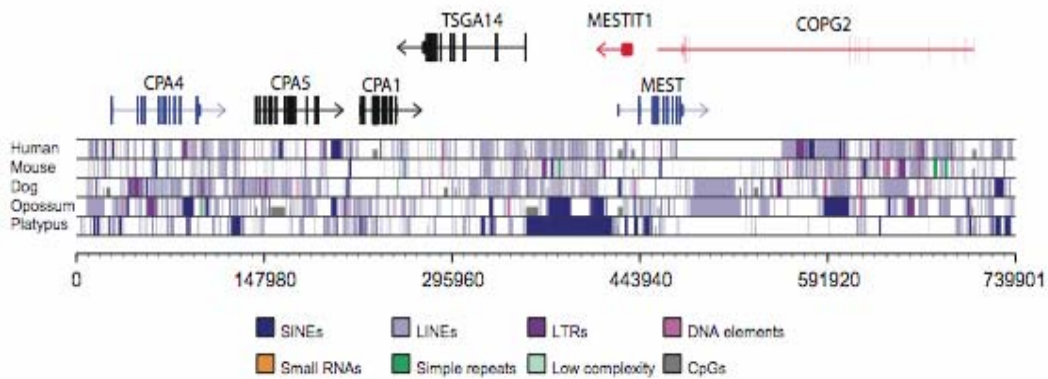 TSGA14 MESTIT1 COPG2
CPA4 CPA5 CPA1 MEST
Human
Mouse
Dog
Opossum
Platypus
0 147980 295960 443940 591920 739901
SINEs LINEs LTRs DNA elements
Small RNAs Simple repeats Low complexity CpGs